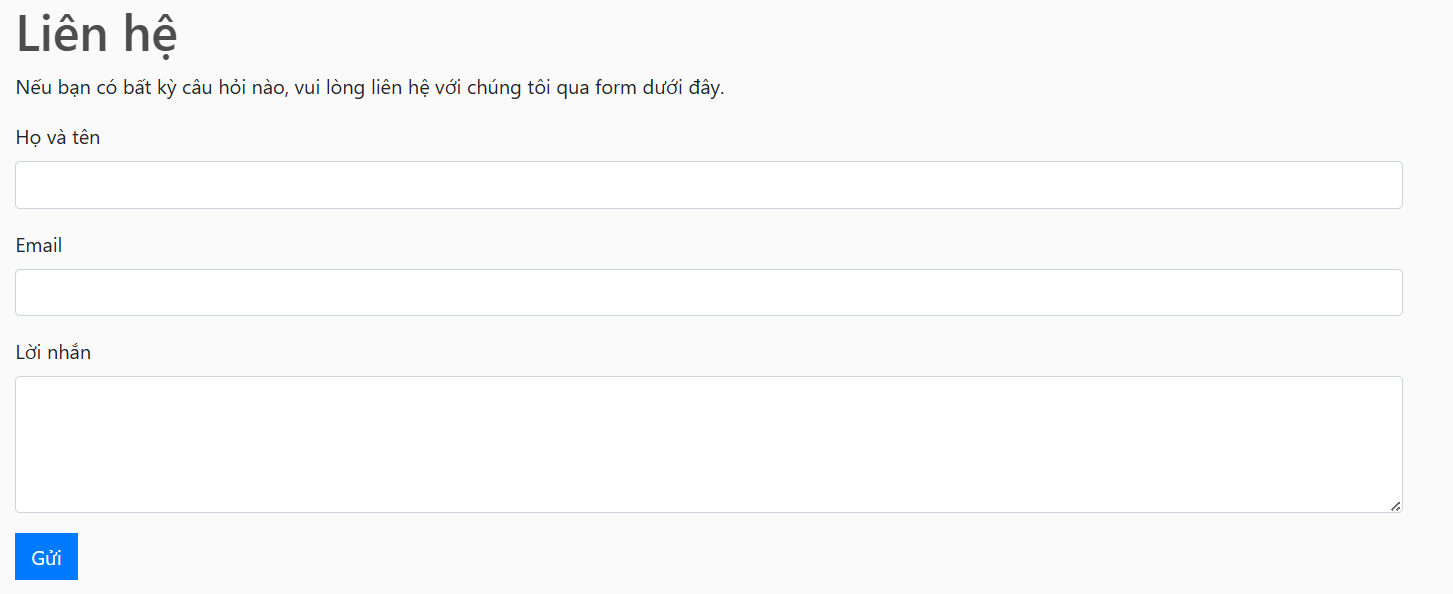 Liên hệ
Nếu bạn có bất kỳ câu hỏi nào, vui lòng liên hệ với chúng tôi qua form dưới đây.
Họ và tên
Email
Lời nhắn
Gửi